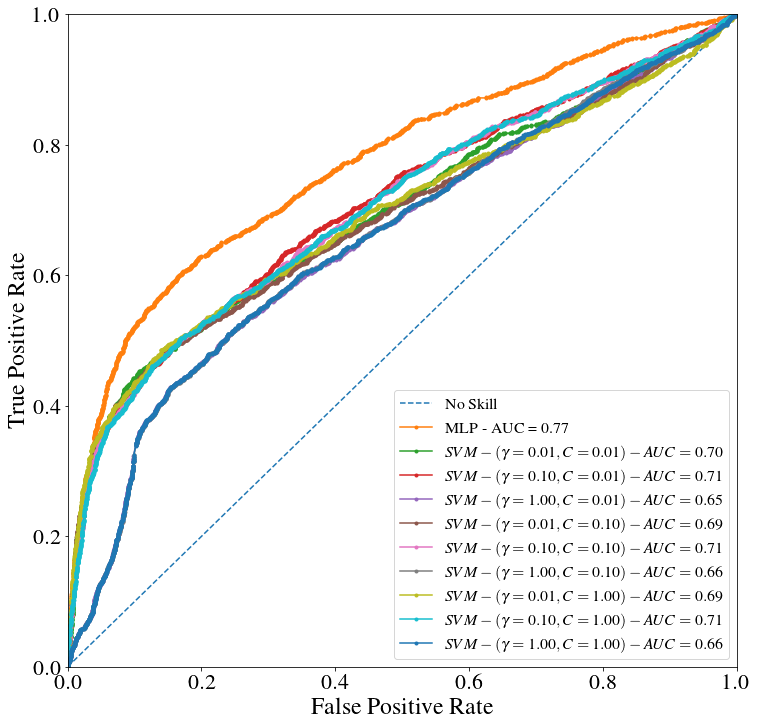 1.0
0.8
0.6
0.4
0.2
0.0
True Positive Rate
0.0 0.2 0.4 0.6 0.8 1.0
False Positive Rate
No Skill
MLP - AUC = 0.77
SVM − (γ = 0.01, C = 0.01) − AUC = 0.70
SVM − (γ = 0.10, C = 0.01) − AUC = 0.71
SVM − (γ = 1.00, C = 0.01) − AUC = 0.65
SVM − (γ = 0.01, C = 0.10) − AUC = 0.69
SVM − (γ = 0.10, C = 0.10) − AUC = 0.71
SVM − (γ = 1.00, C = 0.10) − AUC = 0.66
SVM − (γ = 0.01, C = 1.00) − AUC = 0.69
SVM − (γ = 0.10, C = 1.00) − AUC = 0.71
SVM − (γ = 1.00, C = 1.00) − AUC = 0.66